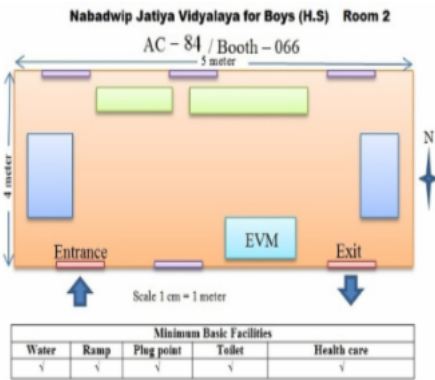 Nabadwip Jatiya Vidyalaya for Boys (H.S) Room 2
AC – 84 / Booth – 066
5 meter
4 meter
N
EVM
Entrance
Exit
Scale 1 cm = 1 meter
Minimum Basic Facilities
Water Ramp Plug point Toilet Health care
√ √ √ √ √